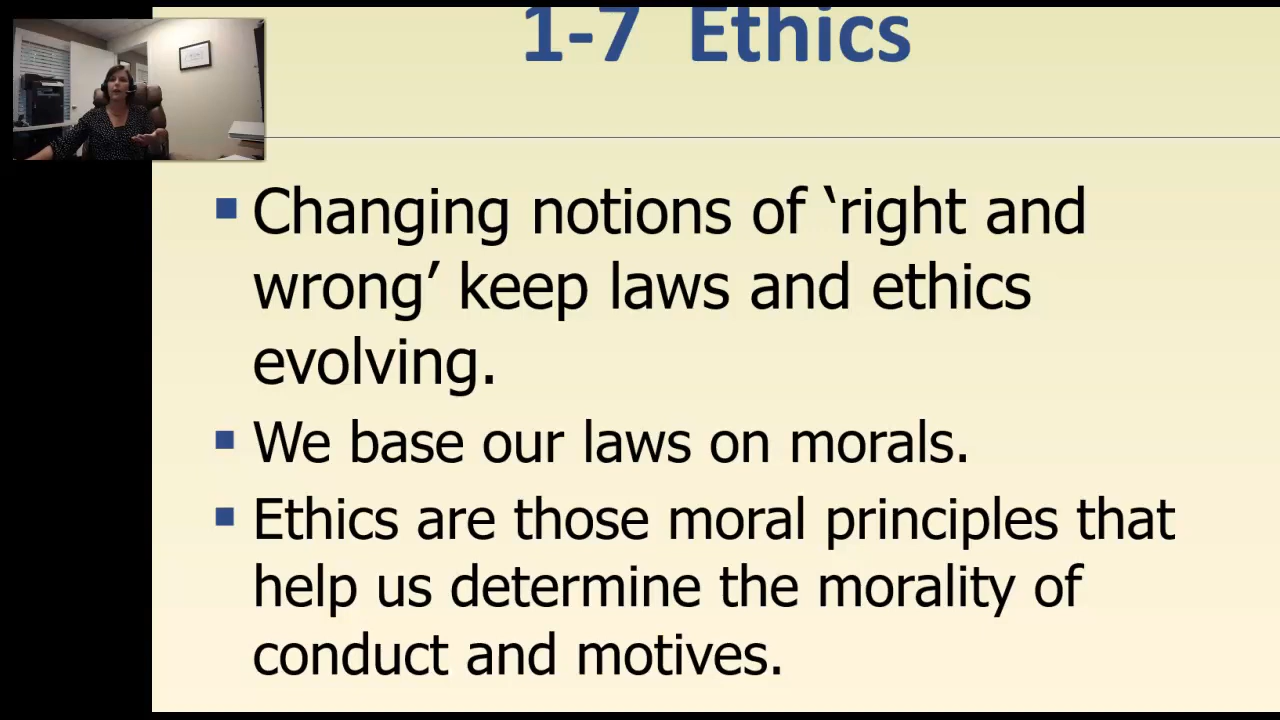 1-7 Ethics
▪ Changing notions of ‘right and
wrong’ keep laws and ethics
evolving.
▪ We base our laws on morals.
▪ Ethics are those moral principles that
help us determine the morality of
conduct and motives.